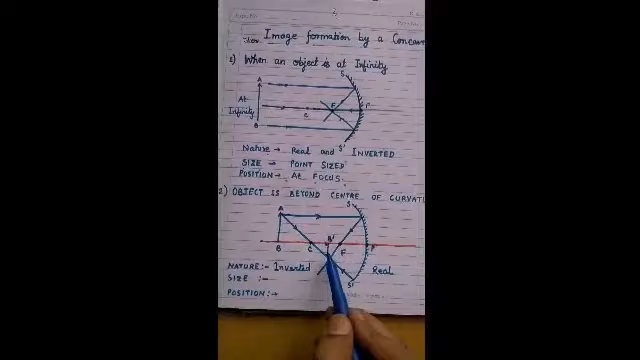 Image formation by a Concave
1) When an object is at Infinity
A
S
At
Infinity
C
F
P
B
S'
NATURE → Real and INVERTED
SIZE → POINT SIZED
POSITION → At FOCUS.
2) OBJECT IS BEYOND CENTRE OF CURVAT
A
S
B
C
B'
F
P
S'
NATURE:- Inverted
Real
SIZE :-
POSITION :→